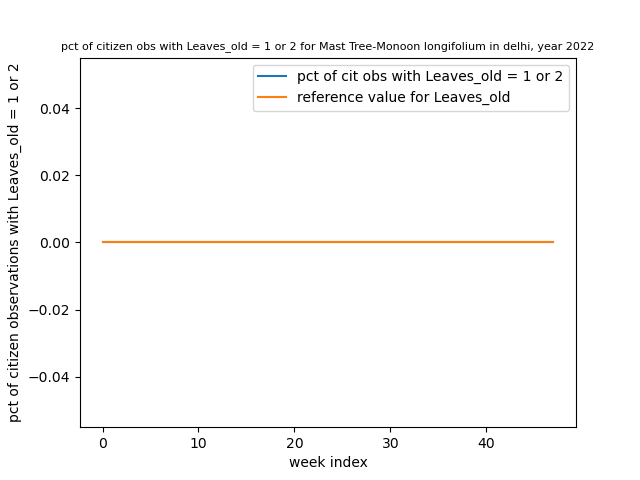 pct of citizen obs with Leaves_old = 1 or 2 for Mast Tree-Monoon longifolium in delhi, year 2022
pct of cit obs with Leaves_old = 1 or 2
reference value for Leaves_old
pct of citizen observations with Leaves_old = 1 or 2
0.04
0.02
0.00
−0.02
−0.04
0 10 20 30 40
week index